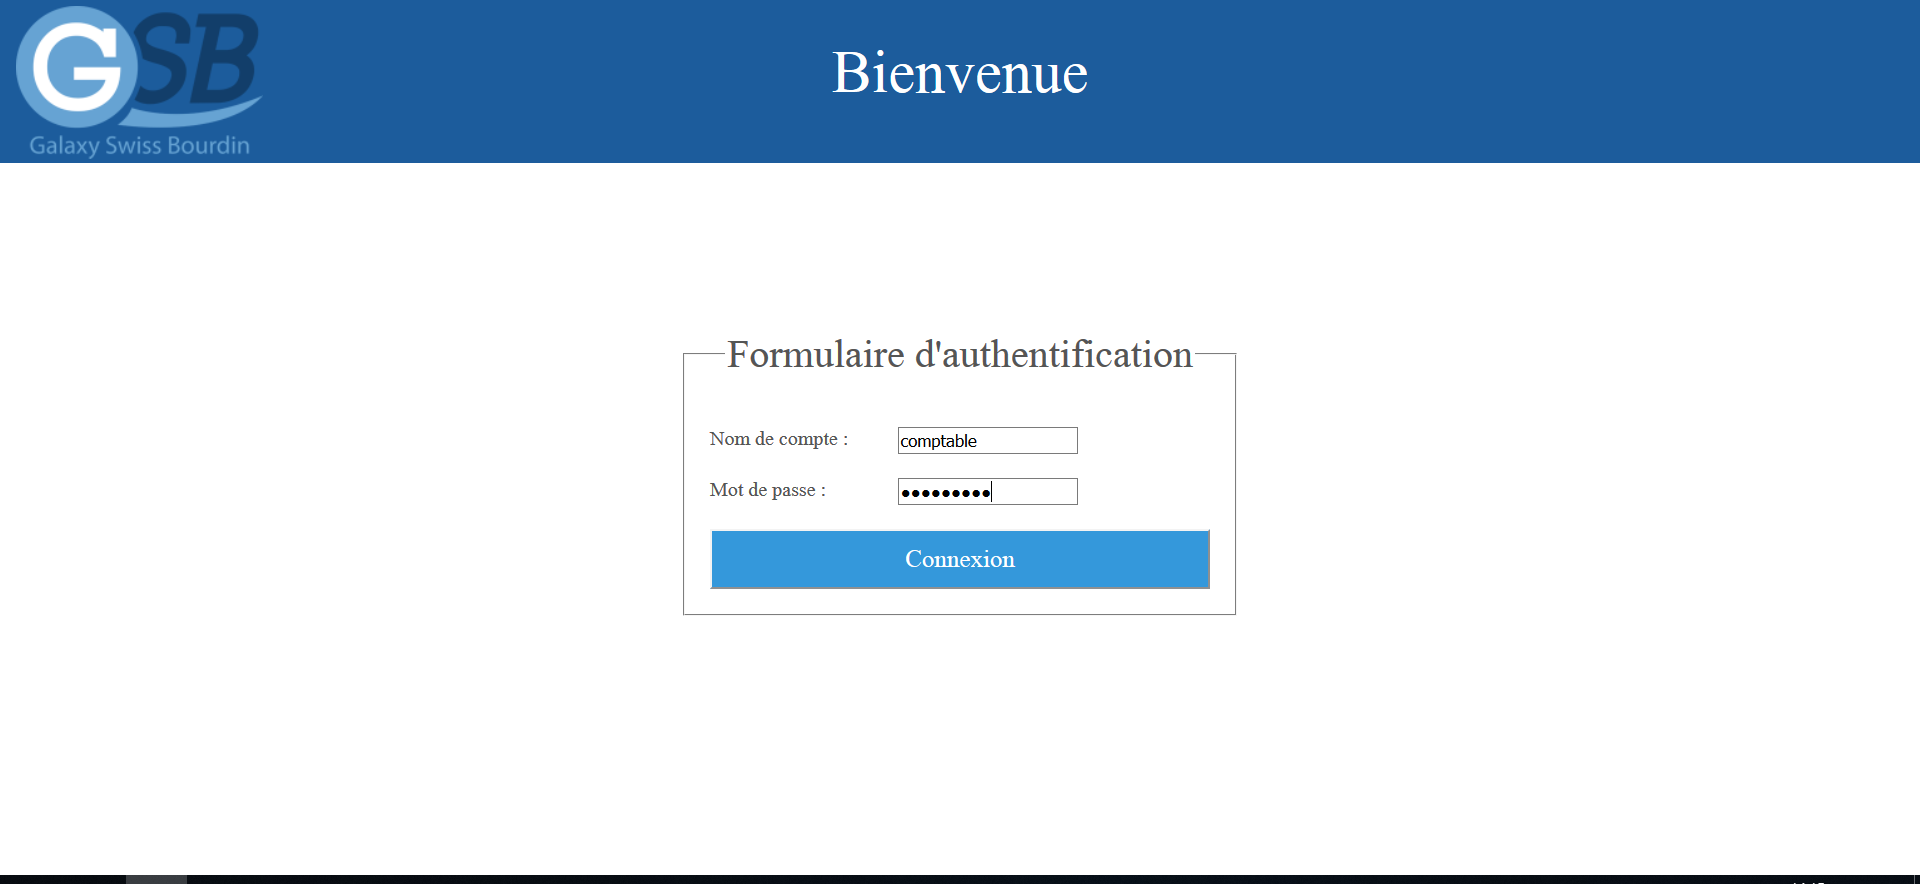 GSB
Galaxy Swiss Bourdin
Bienvenue
Formulaire d'authentification
Nom de compte : comptable
Mot de passe : •••••••••
Connexion